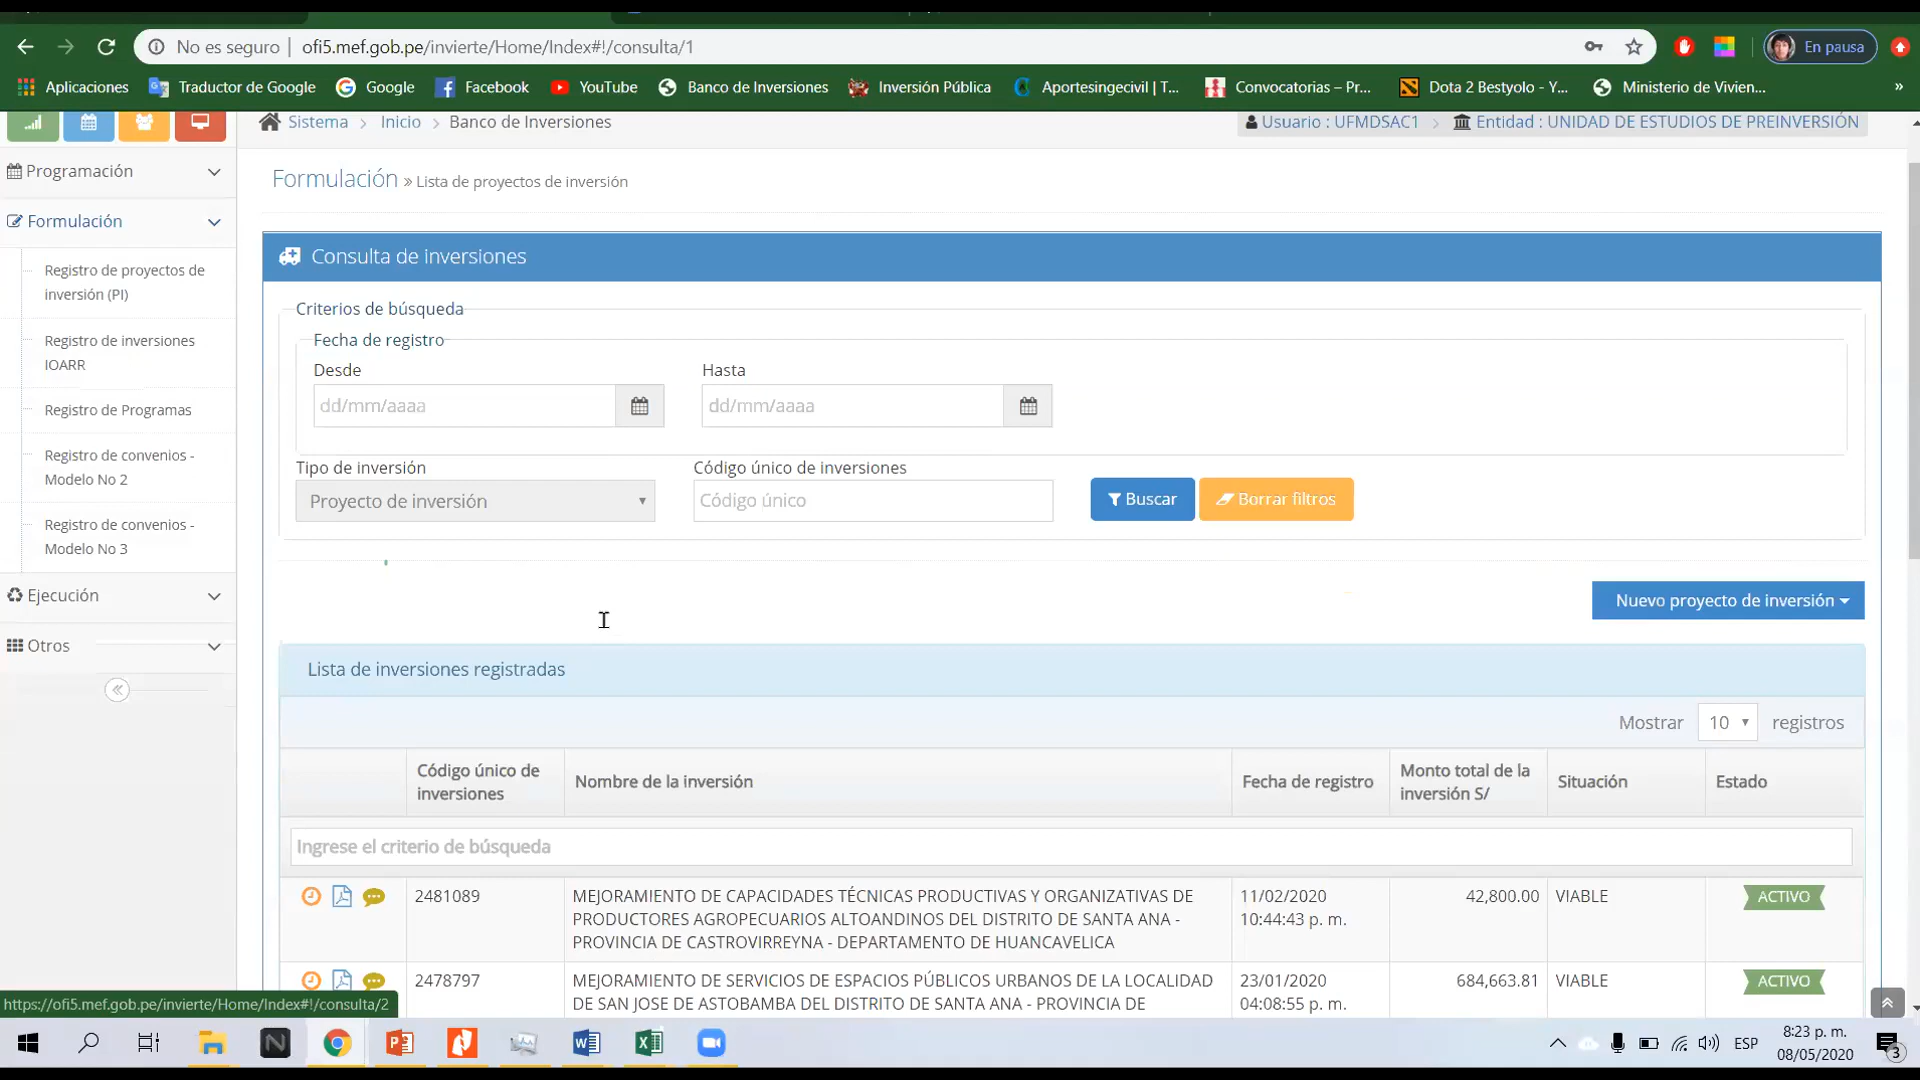 No es seguro | ofi5.mef.gob.pe/invierte/Home/Index#!/consulta/1
En pausa
Aplicaciones Traductor de Google Google Facebook YouTube Banco de Inversiones Inversión Pública Aportesingecivil | T... Convocatorias – Pr... Dota 2 Bestyolo - Y... Ministerio de Vivien... »
Sistema > Inicio > Banco de Inversiones
Usuario : UFMDSAC1 > Entidad : UNIDAD DE ESTUDIOS DE PREINVERSIÓN
Programación
Formulación
Registro de proyectos de
inversión (PI)
Registro de inversiones
IOARR
Registro de Programas
Registro de convenios -
Modelo No 2
Registro de convenios -
Modelo No 3
Ejecución
Otros
Formulación » Lista de proyectos de inversión
Consulta de inversiones
Criterios de búsqueda
Fecha de registro
Desde Hasta
dd/mm/aaaa dd/mm/aaaa
Tipo de inversión Código único de inversiones
Proyecto de inversión Código único Buscar Borrar filtros
Nuevo proyecto de inversión
Lista de inversiones registradas
Mostrar 10 registros
Código único de
inversiones
Nombre de la inversión
Fecha de registro
Monto total de la
inversión S/
Situación
Estado
Ingrese el criterio de búsqueda
2481089
MEJORAMIENTO DE CAPACIDADES TÉCNICAS PRODUCTIVAS Y ORGANIZATIVAS DE
PRODUCTORES AGROPECUARIOS ALTOANDINOS DEL DISTRITO DE SANTA ANA -
PROVINCIA DE CASTROVIRREYNA - DEPARTAMENTO DE HUANCAVELICA
11/02/2020
10:44:43 p. m.
42,800.00
VIABLE
ACTIVO
2478797
MEJORAMIENTO DE SERVICIOS DE ESPACIOS PÚBLICOS URBANOS DE LA LOCALIDAD
DE SAN JOSE DE ASTOBAMBA DEL DISTRITO DE SANTA ANA - PROVINCIA DE
23/01/2020
04:08:55 p. m.
684,663.81
VIABLE
ACTIVO
https://ofi5.mef.gob.pe/invierte/Home/Index#!/consulta/2
ESP
8:23 p. m.
08/05/2020
3